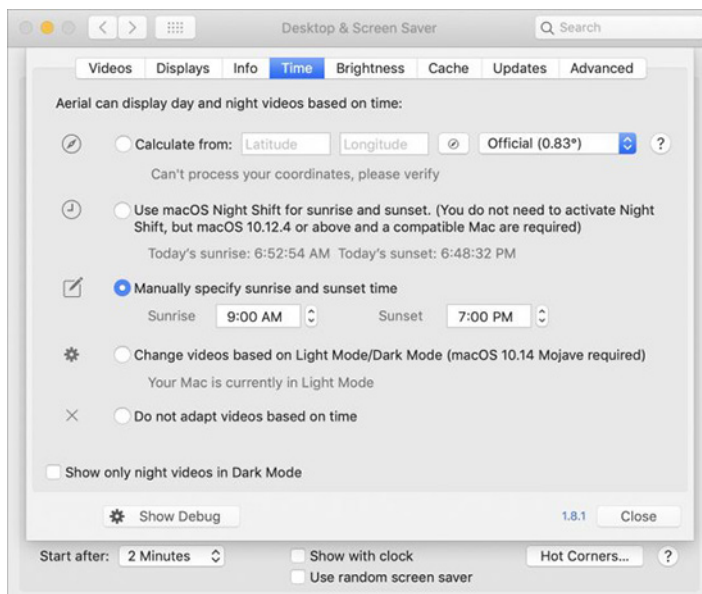 Desktop & Screen Saver Search
Videos Displays Info Time Brightness Cache Updates Advanced
Aerial can display day and night videos based on time:
Calculate from: Latitude Longitude Official (0.83°) ?
Can't process your coordinates, please verify
Use macOS Night Shift for sunrise and sunset. (You do not need to activate Night
Shift, but macOS 10.12.4 or above and a compatible Mac are required)
Today's sunrise: 6:52:54 AM Today's sunset: 6:48:32 PM
Manually specify sunrise and sunset time
Sunrise 9:00 AM Sunset 7:00 PM
Change videos based on Light Mode/Dark Mode (macOS 10.14 Mojave required)
Your Mac is currently in Light Mode
Do not adapt videos based on time
Show only night videos in Dark Mode
Show Debug 1.8.1 Close
Start after: 2 Minutes Show with clock Hot Corners... ?
Use random screen saver